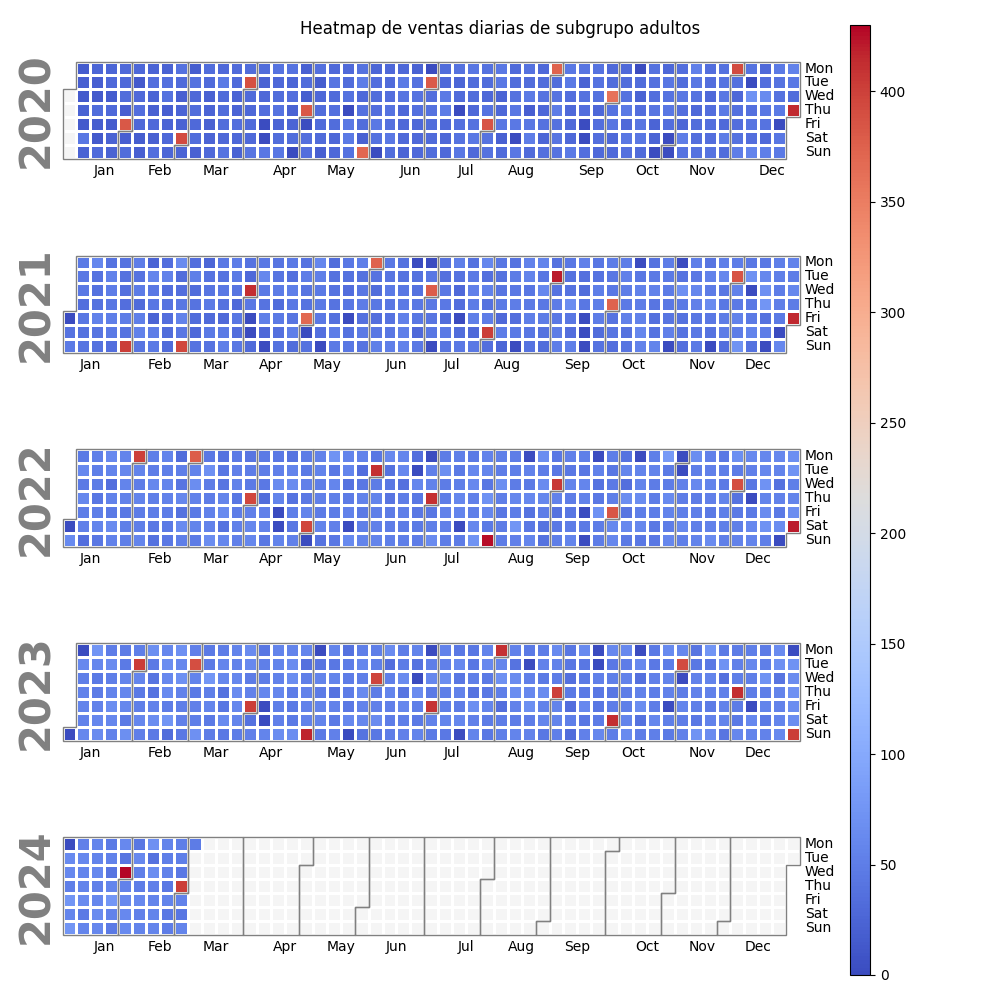 Heatmap de ventas diarias de subgrupo adultos
2020
Mon
Tue
Wed
Thu
Fri
Sat
Sun
Jan Feb Mar Apr May Jun Jul Aug Sep Oct Nov Dec
2021
Mon
Tue
Wed
Thu
Fri
Sat
Sun
Jan Feb Mar Apr May Jun Jul Aug Sep Oct Nov Dec
2022
Mon
Tue
Wed
Thu
Fri
Sat
Sun
Jan Feb Mar Apr May Jun Jul Aug Sep Oct Nov Dec
2023
Mon
Tue
Wed
Thu
Fri
Sat
Sun
Jan Feb Mar Apr May Jun Jul Aug Sep Oct Nov Dec
2024
Mon
Tue
Wed
Thu
Fri
Sat
Sun
Jan Feb Mar Apr May Jun Jul Aug Sep Oct Nov Dec
400
350
300
250
200
150
100
50
0